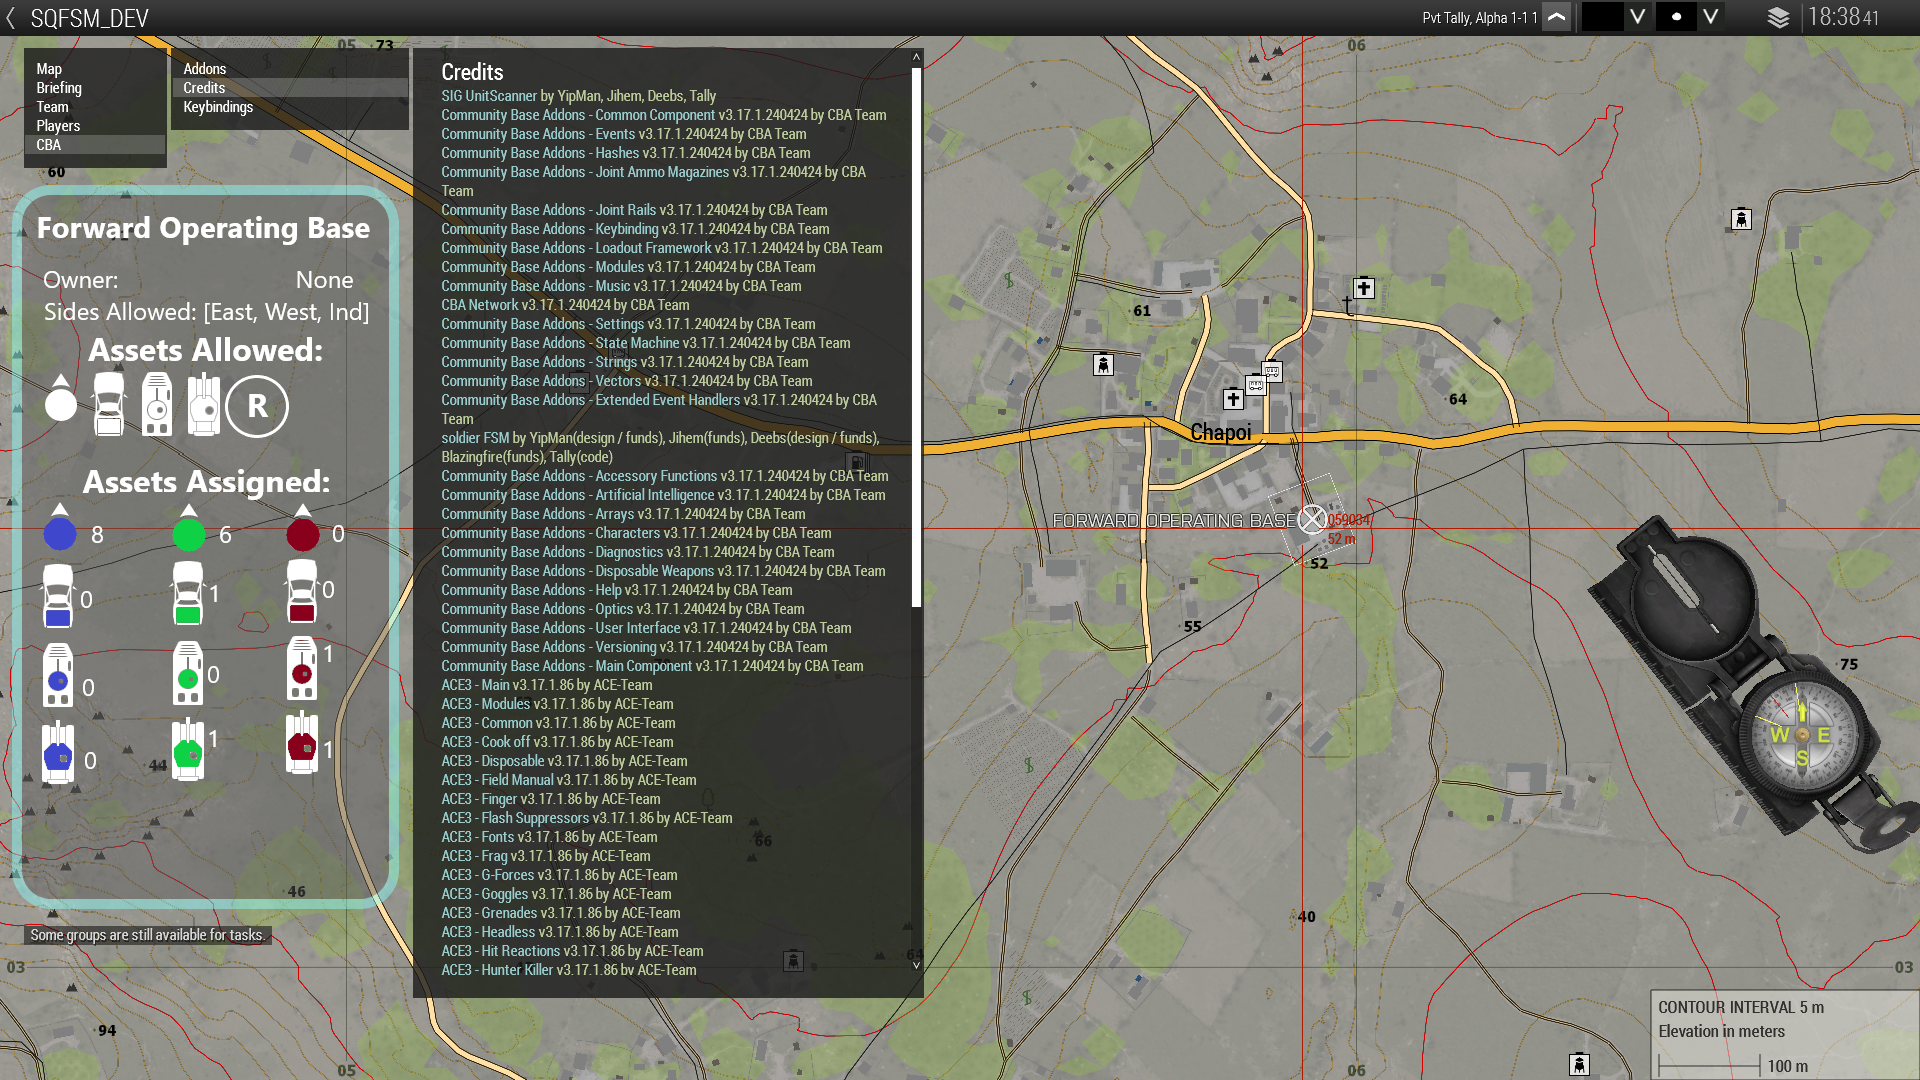 SQFSM_DEV
Pvt Tally, Alpha 1-1 1
18:38 41
Map
Briefing
Team
Players
CBA
Addons
Credits
Keybindings
Forward Operating Base
Owner: None
Sides Allowed: [East, West, Ind]
Assets Allowed:
R
Assets Assigned:
8 6 0
0 1 0
0 0 1
0 1 1
Some groups are still available for tasks.
Credits
SIG UnitScanner by YipMan, Jihem, Deebs, Tally
Community Base Addons - Common Component v3.17.1.240424 by CBA Team
Community Base Addons - Events v3.17.1.240424 by CBA Team
Community Base Addons - Hashes v3.17.1.240424 by CBA Team
Community Base Addons - Joint Ammo Magazines v3.17.1.240424 by CBA
Team
Community Base Addons - Joint Rails v3.17.1.240424 by CBA Team
Community Base Addons - Keybinding v3.17.1.240424 by CBA Team
Community Base Addons - Loadout Framework v3.17.1.240424 by CBA Team
Community Base Addons - Modules v3.17.1.240424 by CBA Team
Community Base Addons - Music v3.17.1.240424 by CBA Team
CBA Network v3.17.1.240424 by CBA Team
Community Base Addons - Settings v3.17.1.240424 by CBA Team
Community Base Addons - State Machine v3.17.1.240424 by CBA Team
Community Base Addons - Strings v3.17.1.240424 by CBA Team
Community Base Addons - Vectors v3.17.1.240424 by CBA Team
Community Base Addons - Extended Event Handlers v3.17.1.240424 by CBA
Team
soldier FSM by YipMan(design / funds), Jihem(funds), Deebs(design / funds),
Blazingfire(funds), Tally(code)
Community Base Addons - Accessory Functions v3.17.1.240424 by CBA Team
Community Base Addons - Artificial Intelligence v3.17.1.240424 by CBA Team
Community Base Addons - Arrays v3.17.1.240424 by CBA Team
Community Base Addons - Characters v3.17.1.240424 by CBA Team
Community Base Addons - Diagnostics v3.17.1.240424 by CBA Team
Community Base Addons - Disposable Weapons v3.17.1.240424 by CBA Team
Community Base Addons - Help v3.17.1.240424 by CBA Team
Community Base Addons - Optics v3.17.1.240424 by CBA Team
Community Base Addons - User Interface v3.17.1.240424 by CBA Team
Community Base Addons - Versioning v3.17.1.240424 by CBA Team
Community Base Addons - Main Component v3.17.1.240424 by CBA Team
ACE3 - Main v3.17.1.86 by ACE-Team
ACE3 - Modules v3.17.1.86 by ACE-Team
ACE3 - Common v3.17.1.86 by ACE-Team
ACE3 - Cook off v3.17.1.86 by ACE-Team
ACE3 - Disposable v3.17.1.86 by ACE-Team
ACE3 - Field Manual v3.17.1.86 by ACE-Team
ACE3 - Finger v3.17.1.86 by ACE-Team
ACE3 - Flash Suppressors v3.17.1.86 by ACE-Team
ACE3 - Fonts v3.17.1.86 by ACE-Team
ACE3 - Frag v3.17.1.86 by ACE-Team
ACE3 - G-Forces v3.17.1.86 by ACE-Team
ACE3 - Goggles v3.17.1.86 by ACE-Team
ACE3 - Grenades v3.17.1.86 by ACE-Team
ACE3 - Headless v3.17.1.86 by ACE-Team
ACE3 - Hit Reactions v3.17.1.86 by ACE-Team
ACE3 - Hunter Killer v3.17.1.86 by ACE-Team
05
73
06
60
61
64
Chapoi
FORWARD OPERATING BASE
059034
52 m
52
55
75
W E
S
44
66
46
40
64
03
03
94
05
06
CONTOUR INTERVAL 5 m
Elevation in meters
100 m